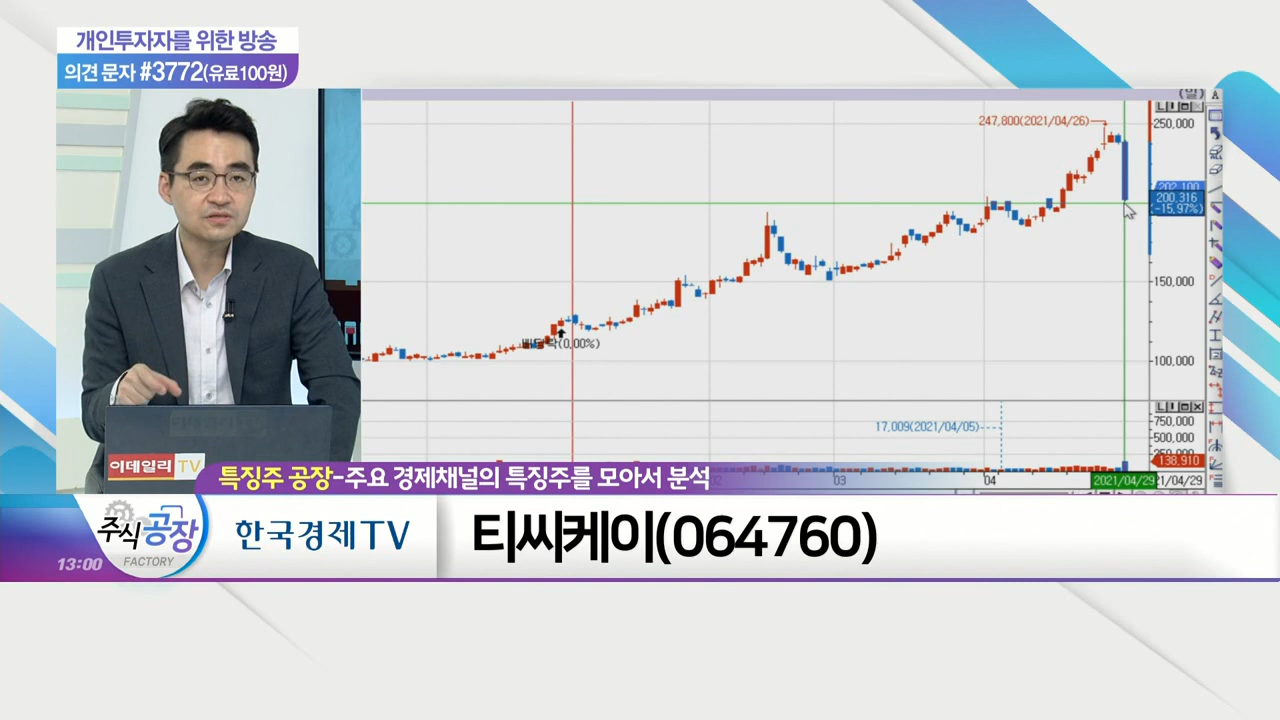 개인투자자를 위한 방송
의견 문자 #3772(유료100원)
(일)
A
247,800(2021/04/26)
250,000
202,100
200,316
(-15.97%)
150,000
(0.00%)
100,000
17,009(2021/04/05)
750,000
500,000
250,000
138,910
03
04
2021/04/29
1/04/29
이데일리 TV
특징주 공장-주요 경제채널의 특징주를 모아서 분석
주식공장
FACTORY
13:00
한국경제TV
티씨케이(064760)